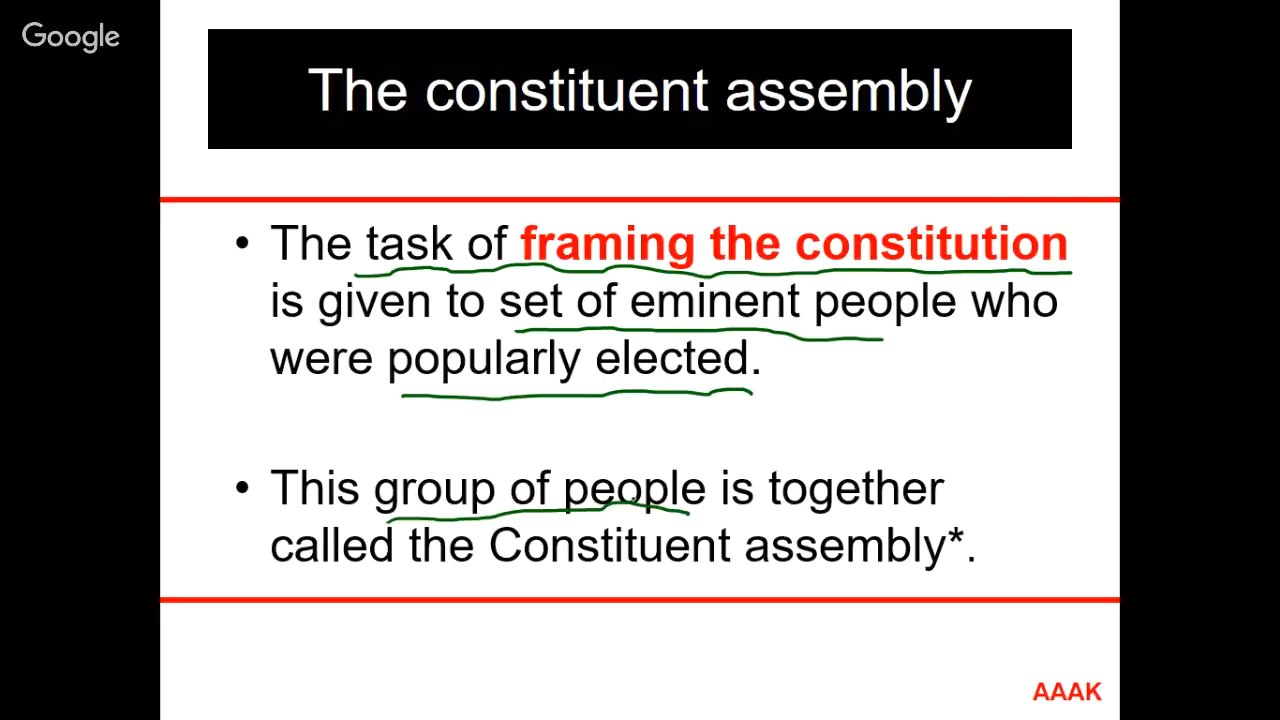 Google
The constituent assembly
• The task of framing the constitution
is given to set of eminent people who
were popularly elected.
• This group of people is together
called the Constituent assembly*.
AAAK